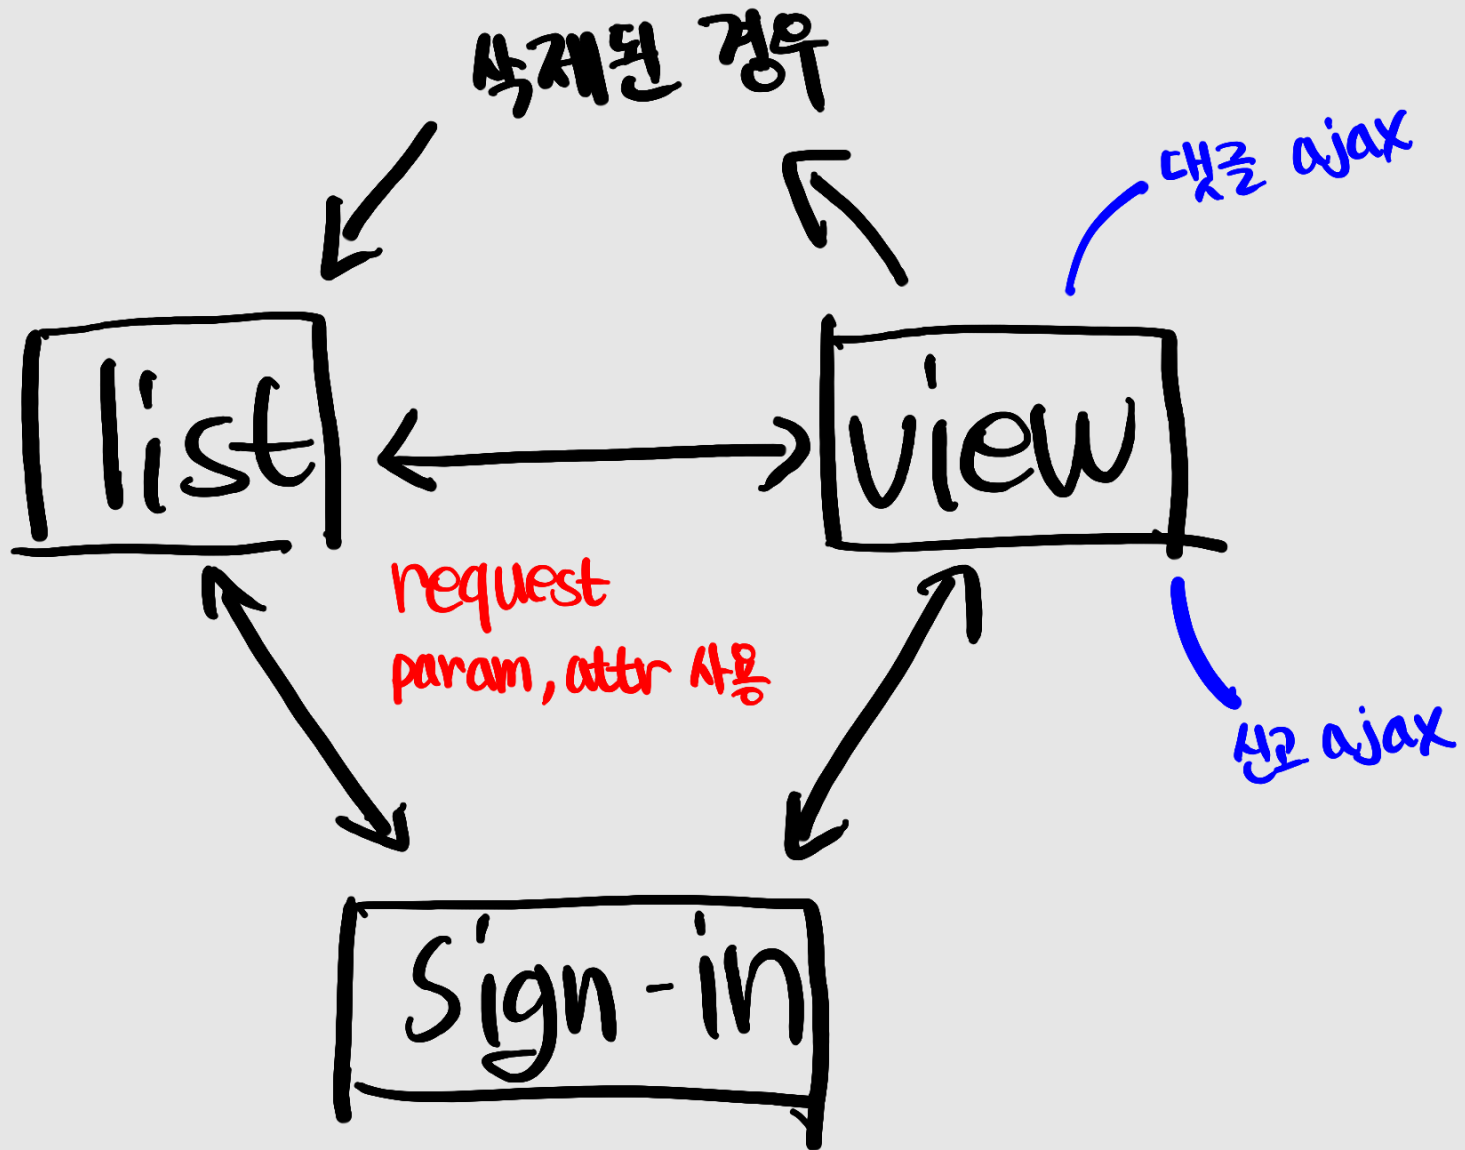 삭제된 경우
댓글 ajax
list
view
request
param, attr 사용
신고 ajax
sign-in